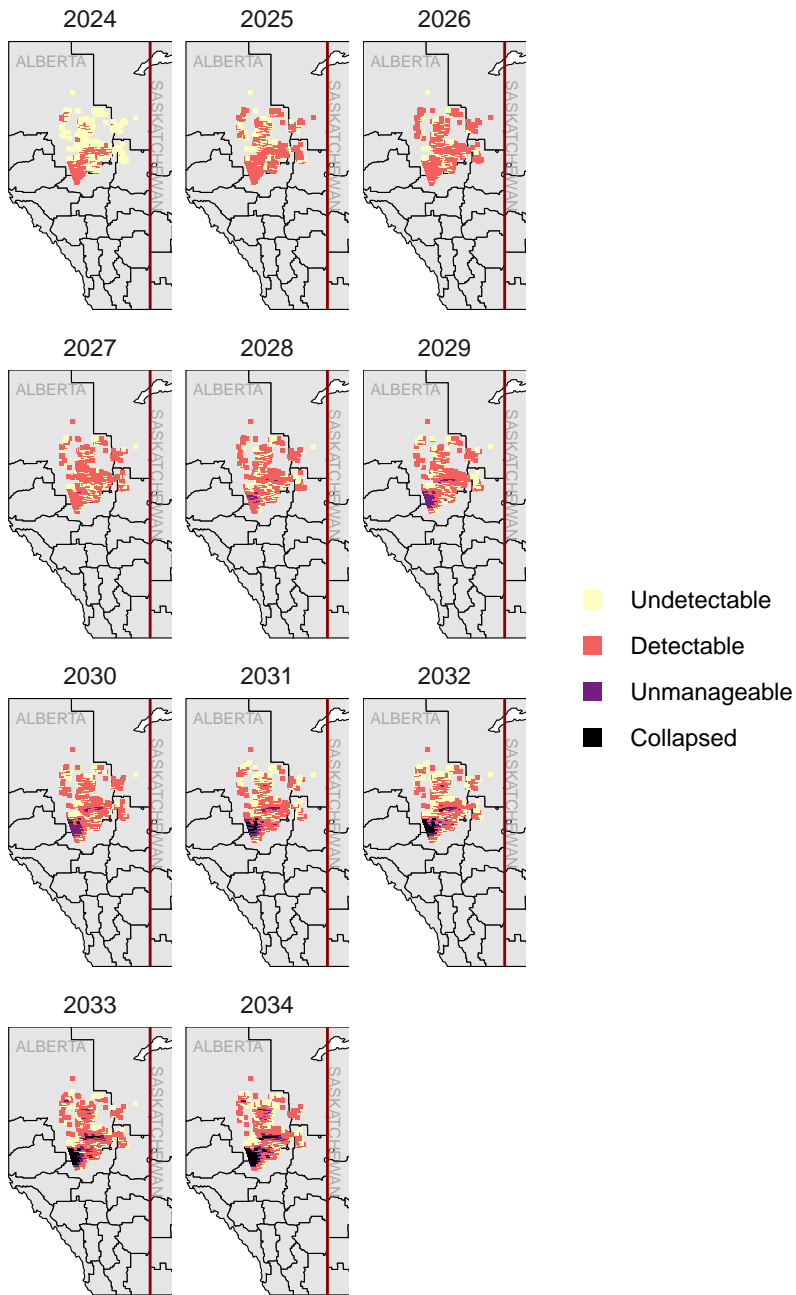 2024 2025 2026
ALBERTA SASKATCHEWAN ALBERTA SASKATCHEWAN ALBERTA SASKATCHEWAN
2027 2028 2029
ALBERTA SASKATCHEWAN ALBERTA SASKATCHEWAN ALBERTA SASKATCHEWAN
Undetectable
Detectable
Unmanageable
Collapsed
2030 2031 2032
ALBERTA SASKATCHEWAN ALBERTA SASKATCHEWAN ALBERTA SASKATCHEWAN
2033 2034
ALBERTA SASKATCHEWAN ALBERTA SASKATCHEWAN